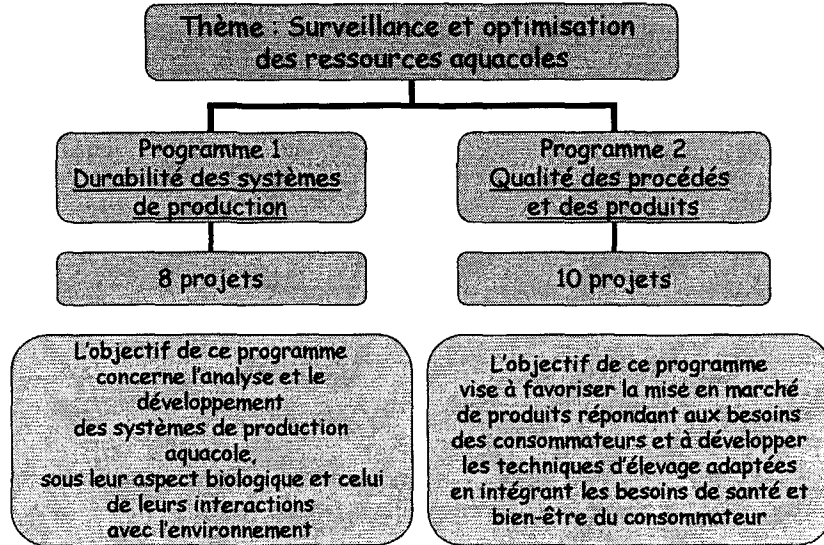 Thème : Surveillance et optimisation
des ressources aquacoles
Programme 1
Durabilité des systèmes
de production
Programme 2
Qualité des procédés
et des produits
8 projets
10 projets
L'objectif de ce programme
concerne l'analyse et le
développement
des systèmes de production
aquacole,
sous leur aspect biologique et celui
de leurs interactions
avec l'environnement
L'objectif de ce programme
vise à favoriser la mise en marché
de produits répondant aux besoins
des consommateurs et à développer
les techniques d'élevage adaptées
en intégrant les besoins de santé et
bien-être du consommateur